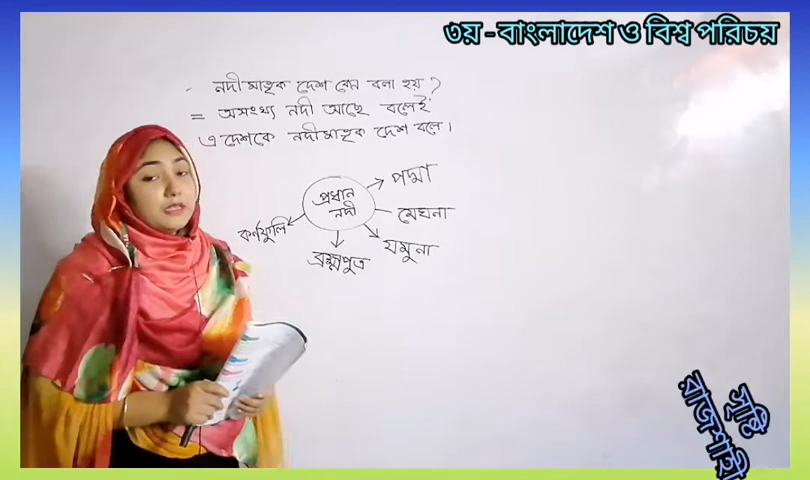 ৩য় - বাংলাদেশ ও বিশ্ব পরিচয়
নদীমাতৃক দেশ কেন বলা হয় ?
= অসংখ্য নদী আছে বলেই
এ দেশকে নদীমাতৃক দেশ বলে।
প্রধান
নদী
পদ্মা
মেঘনা
যমুনা
ব্রহ্মপুত্র
কর্ণফুলি
সৃষ্টি
রাজশাহী